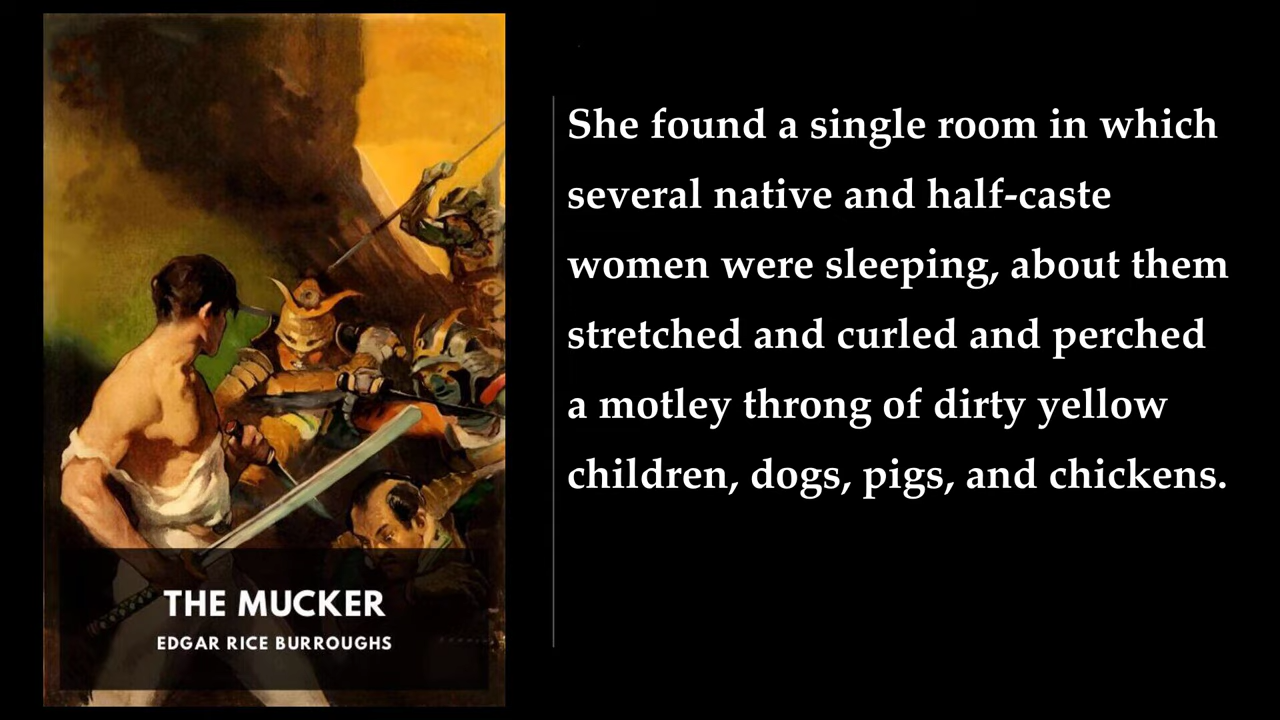 THE MUCKER
EDGAR RICE BURROUGHS
She found a single room in which
several native and half-caste
women were sleeping, about them
stretched and curled and perched
a motley throng of dirty yellow
children, dogs, pigs, and chickens.